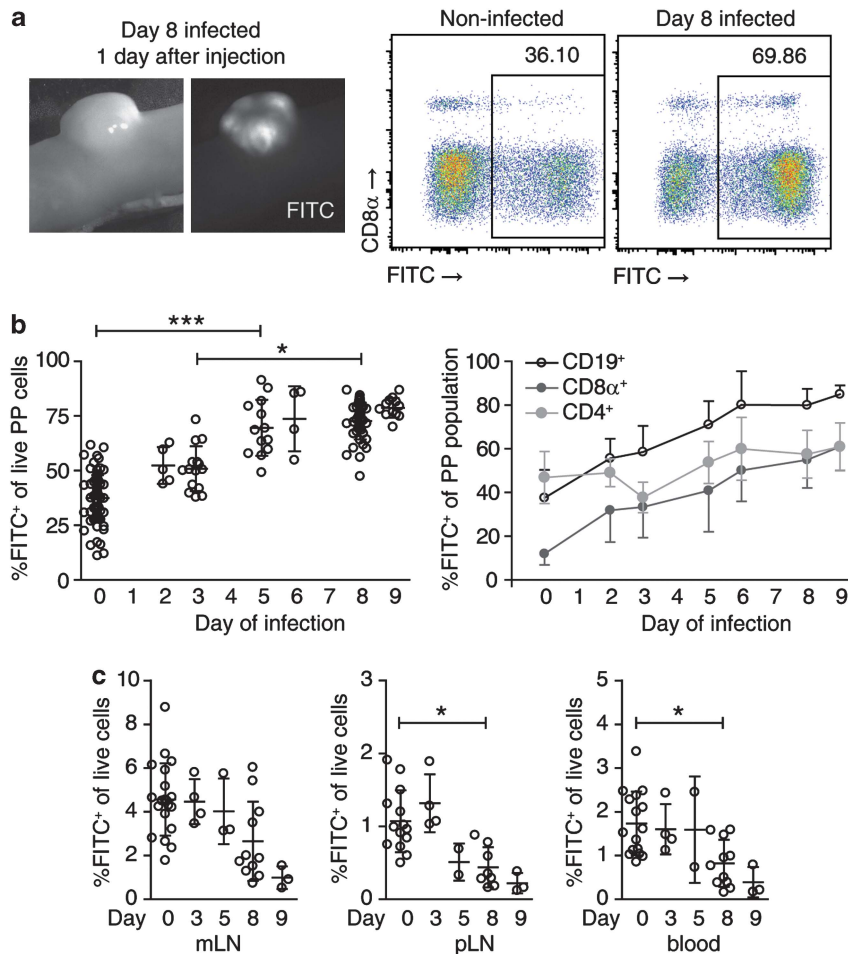 a
Day 8 infected
1 day after injection
FITC
Non-infected
Day 8 infected
36.10
69.86
CD8α →
FITC →
FITC →
b
***
*
%FITC+ of live PP cells
100
75
50
25
0
0 1 2 3 4 5 6 7 8 9
Day of infection
%FITC+ of PP population
100
80
60
40
20
0
CD19+
CD8α+
CD4+
0 1 2 3 5 6 8 9
Day of infection
c
%FITC+ of live cells
10
8
6
4
2
0
Day 0 3 5 8 9
mLN
%FITC+ of live cells
3
2
1
0
*
Day 0 3 5 8 9
pLN
%FITC+ of live cells
5
4
3
2
1
0
*
Day 0 3 5 8 9
blood